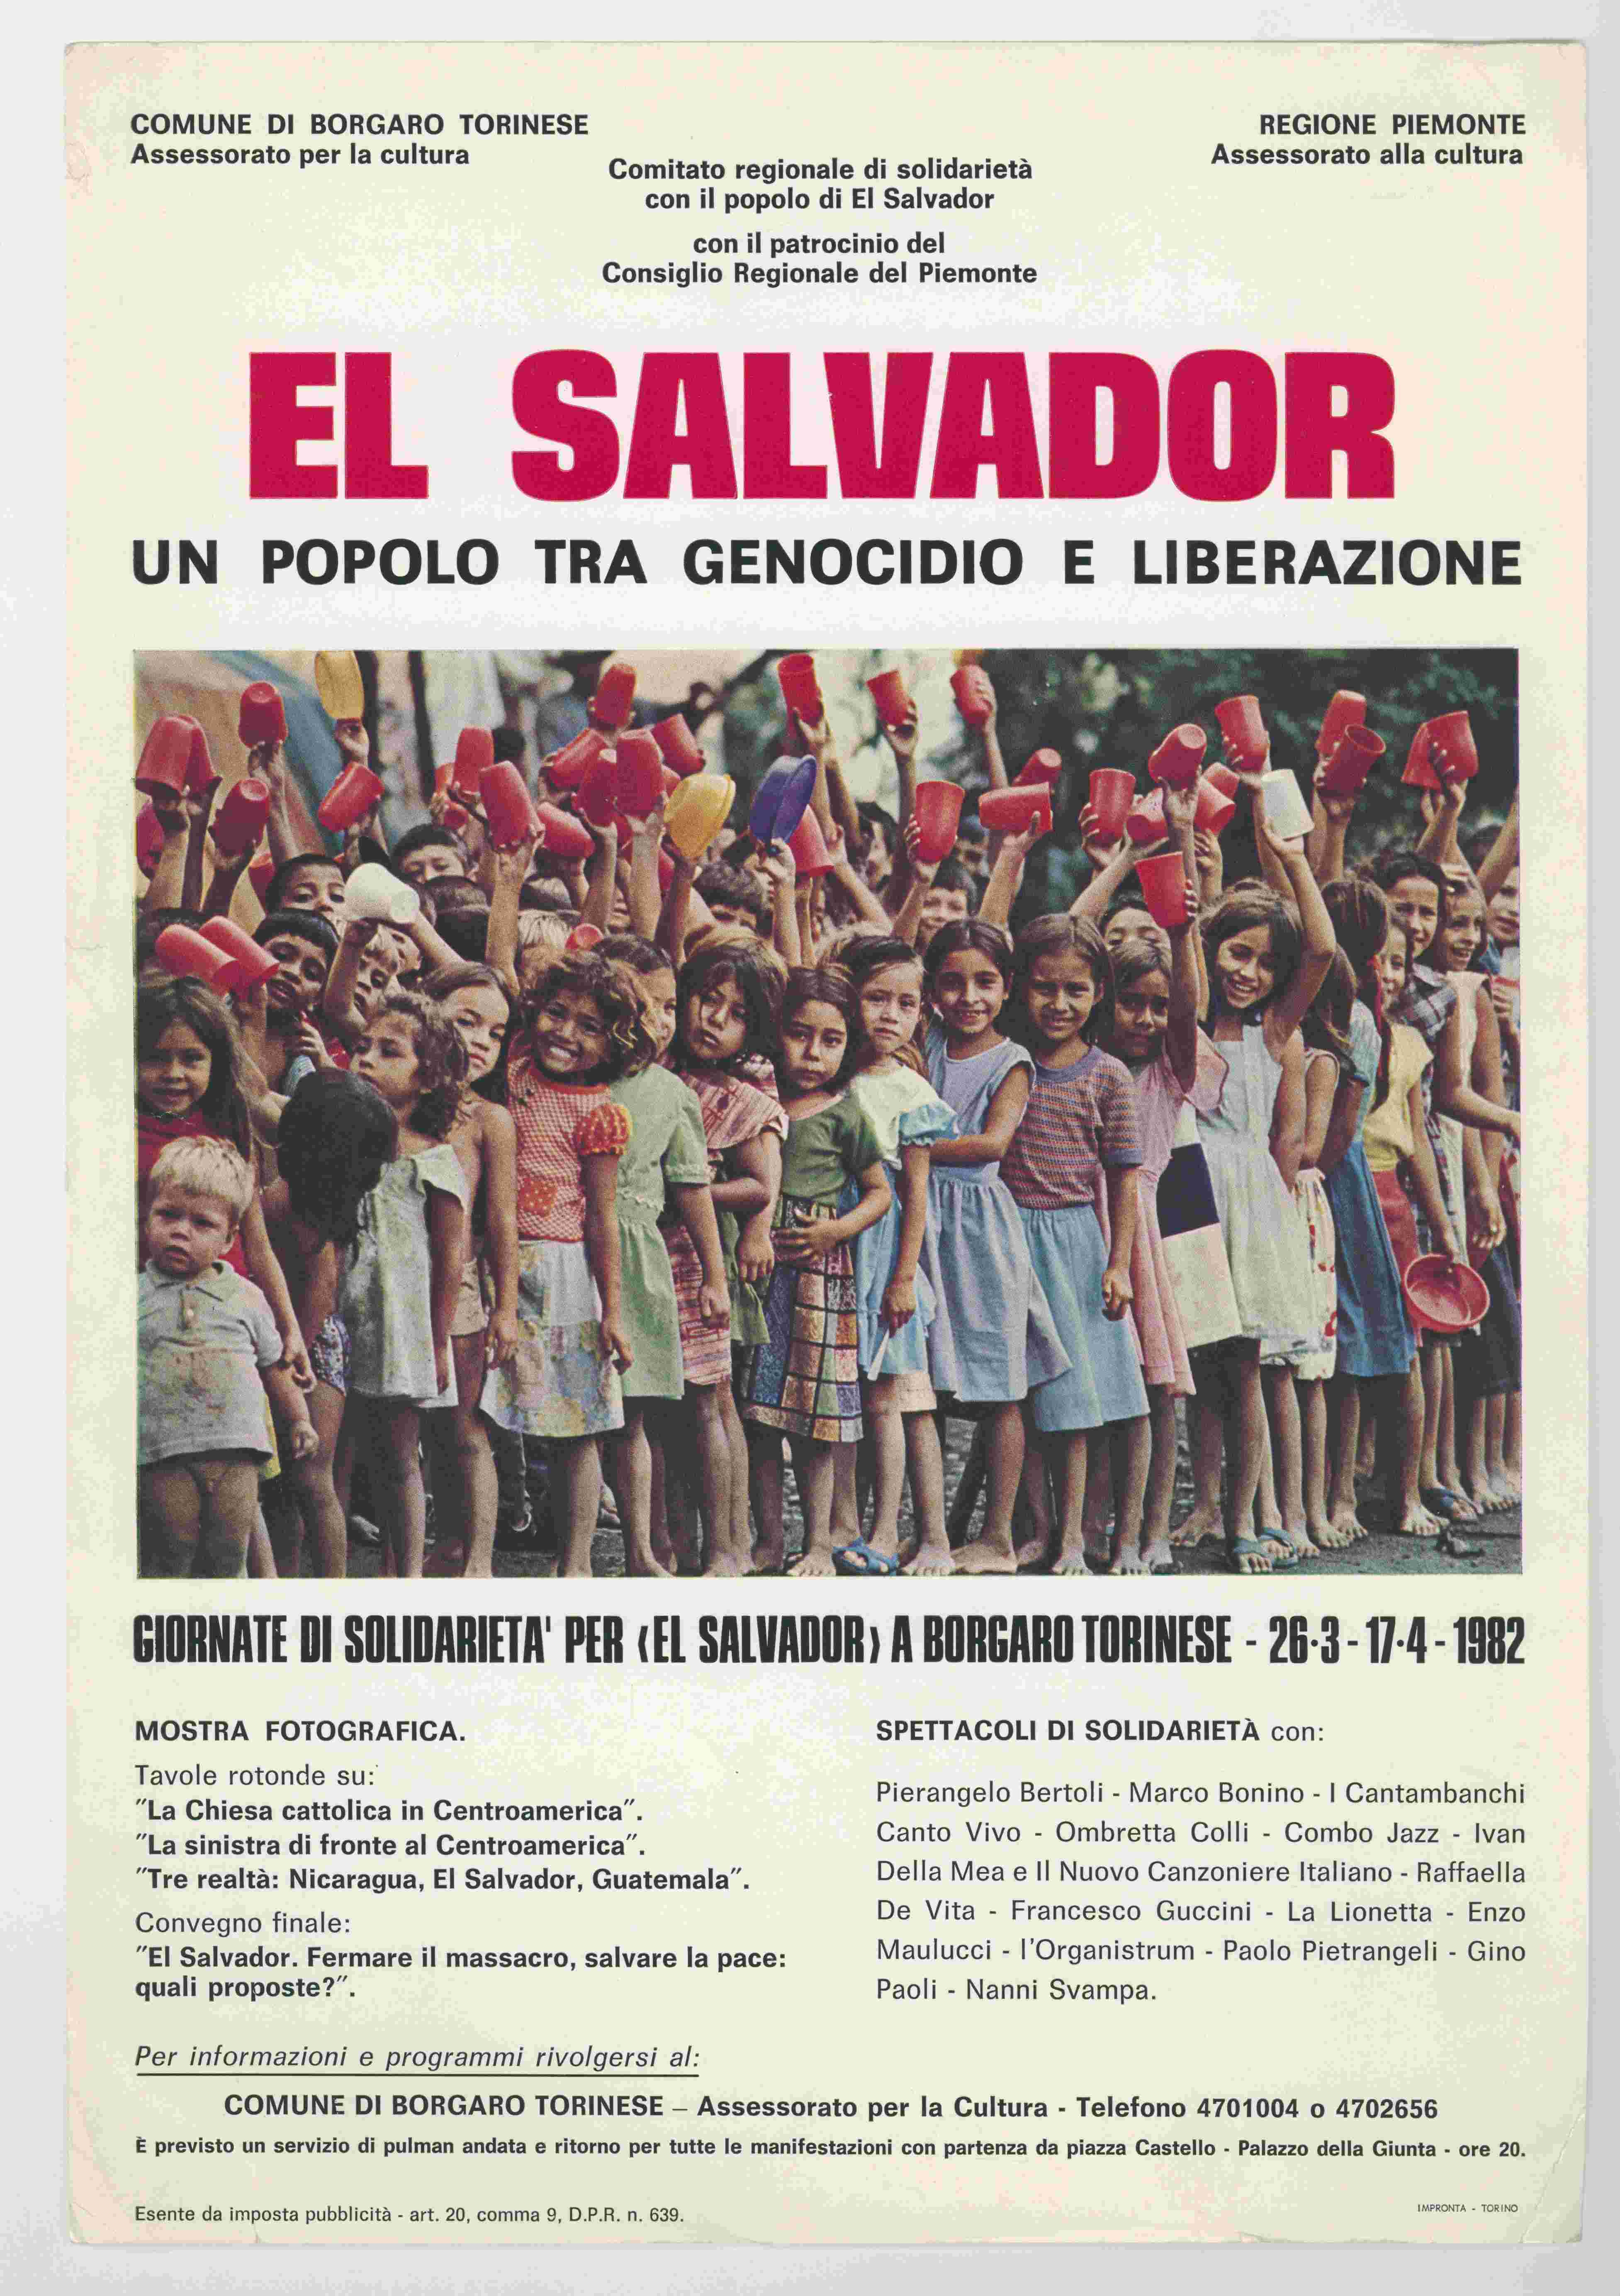 COMUNE DI BORGARO TORINESE
Assessorato per la cultura
REGIONE PIEMONTE
Assessorato alla cultura
Comitato regionale di solidarietà
con il popolo di El Salvador
con il patrocinio del
Consiglio Regionale del Piemonte
EL SALVADOR
UN POPOLO TRA GENOCIDIO E LIBERAZIONE
GIORNATE DI SOLIDARIETA' PER ‹EL SALVADOR› A BORGARO TORINESE - 26·3-17·4-1982
MOSTRA FOTOGRAFICA.
Tavole rotonde su:
"La Chiesa cattolica in Centroamerica".
"La sinistra di fronte al Centroamerica".
"Tre realtà: Nicaragua, El Salvador, Guatemala".
Convegno finale:
"El Salvador. Fermare il massacro, salvare la pace:
quali proposte?".
SPETTACOLI DI SOLIDARIETÀ con:
Pierangelo Bertoli - Marco Bonino - I Cantambanchi
Canto Vivo - Ombretta Colli - Combo Jazz - Ivan
Della Mea e Il Nuovo Canzoniere Italiano - Raffaella
De Vita - Francesco Guccini - La Lionetta - Enzo
Maulucci - l'Organistrum - Paolo Pietrangeli - Gino
Paoli - Nanni Svampa.
Per informazioni e programmi rivolgersi al:
COMUNE DI BORGARO TORINESE – Assessorato per la Cultura - Telefono 4701004 o 4702656
È previsto un servizio di pulman andata e ritorno per tutte le manifestazioni con partenza da piazza Castello - Palazzo della Giunta - ore 20.
Esente da imposta pubblicità - art. 20, comma 9, D.P.R. n. 639.
IMPRONTA - TORINO